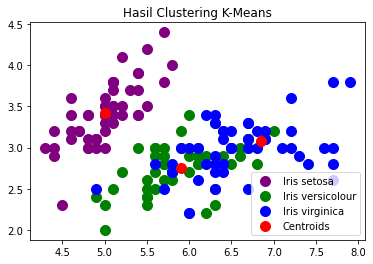 Hasil Clustering K-Means
4.5
4.0
3.5
3.0
2.5
2.0
Iris setosa
Iris versicolour
Iris virginica
Centroids
4.5 5.0 5.5 6.0 6.5 7.0 7.5 8.0